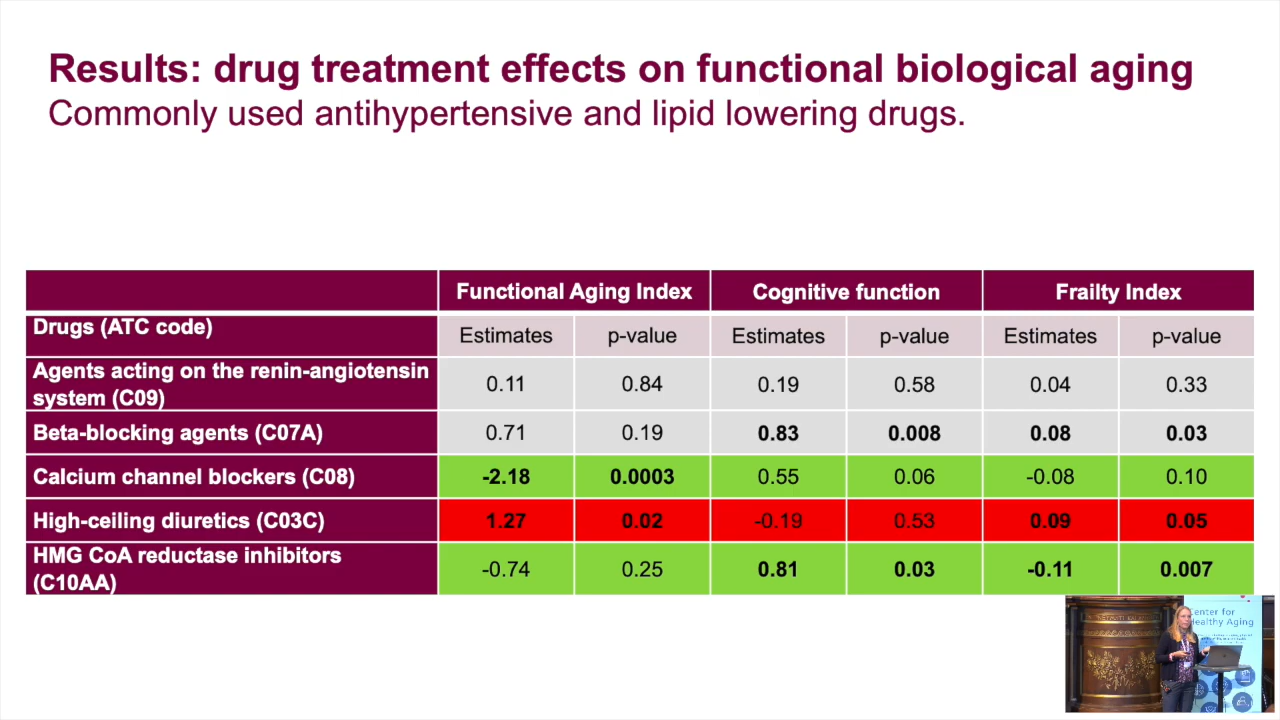 Results: drug treatment effects on functional biological aging
Commonly used antihypertensive and lipid lowering drugs.
Functional Aging Index Cognitive function Frailty Index
Drugs (ATC code) Estimates p-value Estimates p-value Estimates p-value
Agents acting on the renin-angiotensin
system (C09) 0.11 0.84 0.19 0.58 0.04 0.33
Beta-blocking agents (C07A) 0.71 0.19 0.83 0.008 0.08 0.03
Calcium channel blockers (C08) -2.18 0.0003 0.55 0.06 -0.08 0.10
High-ceiling diuretics (C03C) 1.27 0.02 -0.19 0.53 0.09 0.05
HMG CoA reductase inhibitors
(C10AA) -0.74 0.25 0.81 0.03 -0.11 0.007
Center for
Healthy Aging